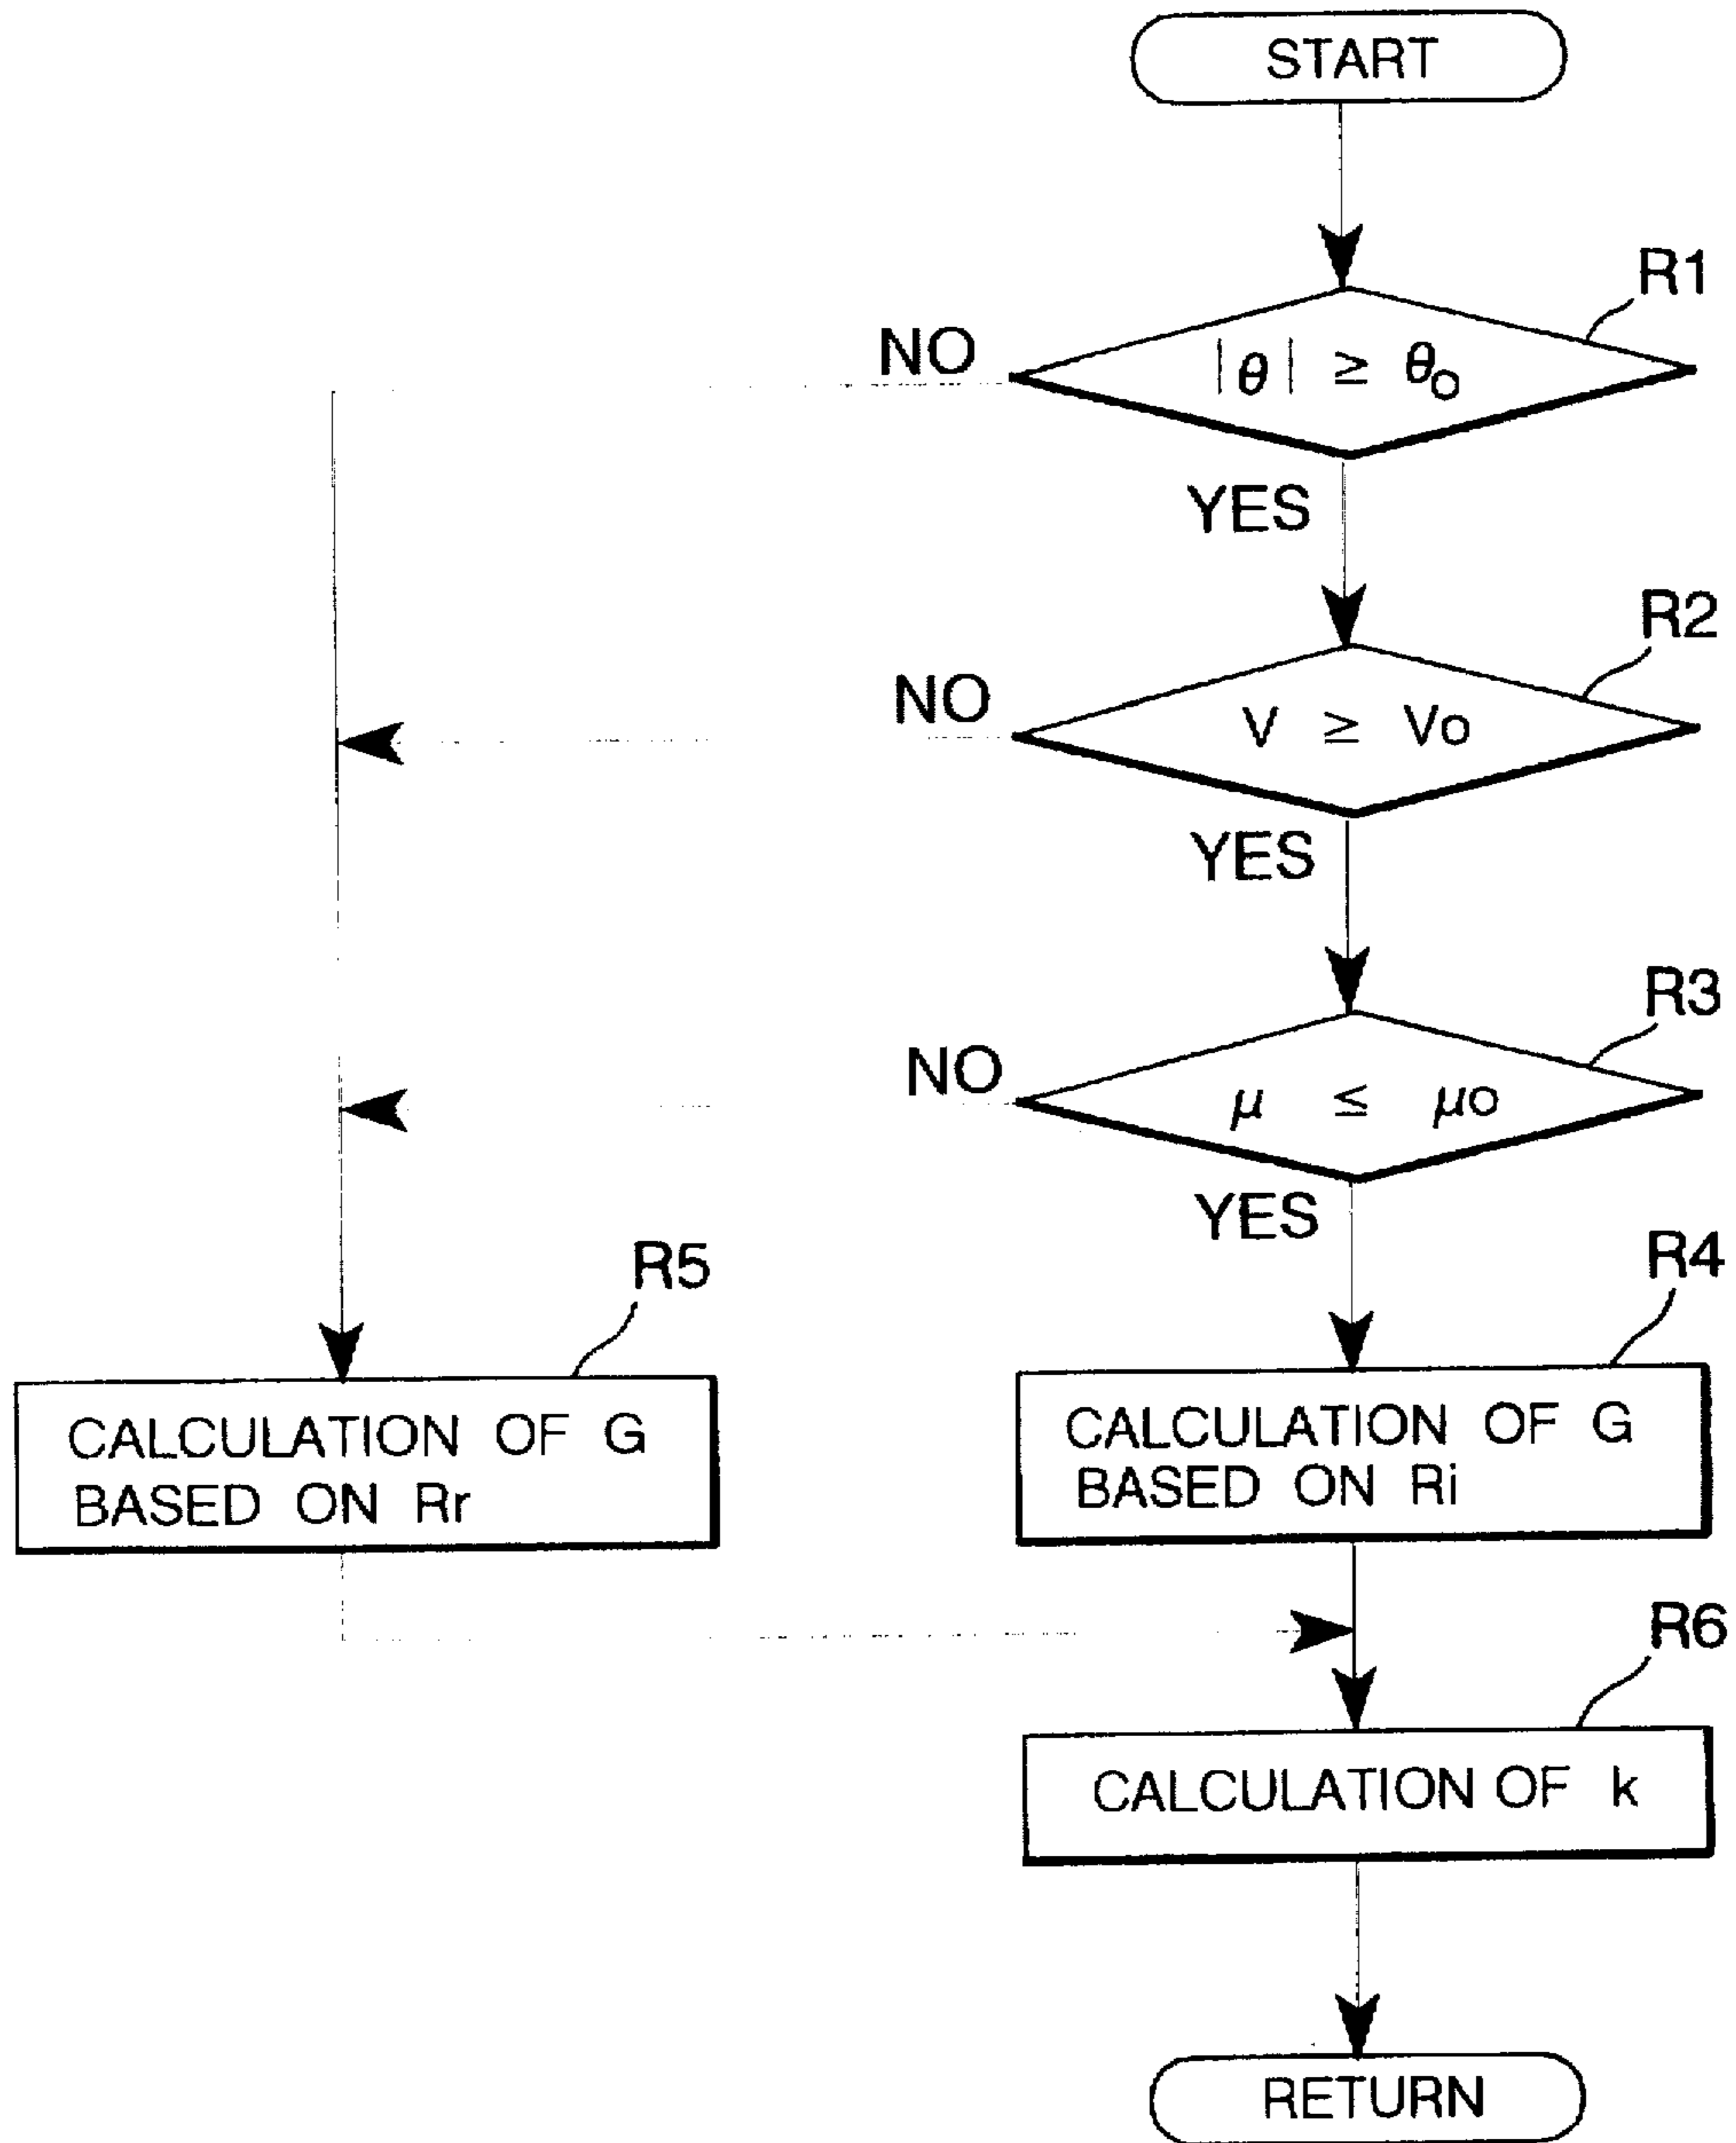 START
R1
NO
|θ| ≥ θo
YES
R2
NO
V ≥ Vo
YES
R3
NO
μ ≤ μo
YES
R5
R4
CALCULATION OF G
BASED ON Rr
CALCULATION OF G
BASED ON Ri
R6
CALCULATION OF k
RETURN